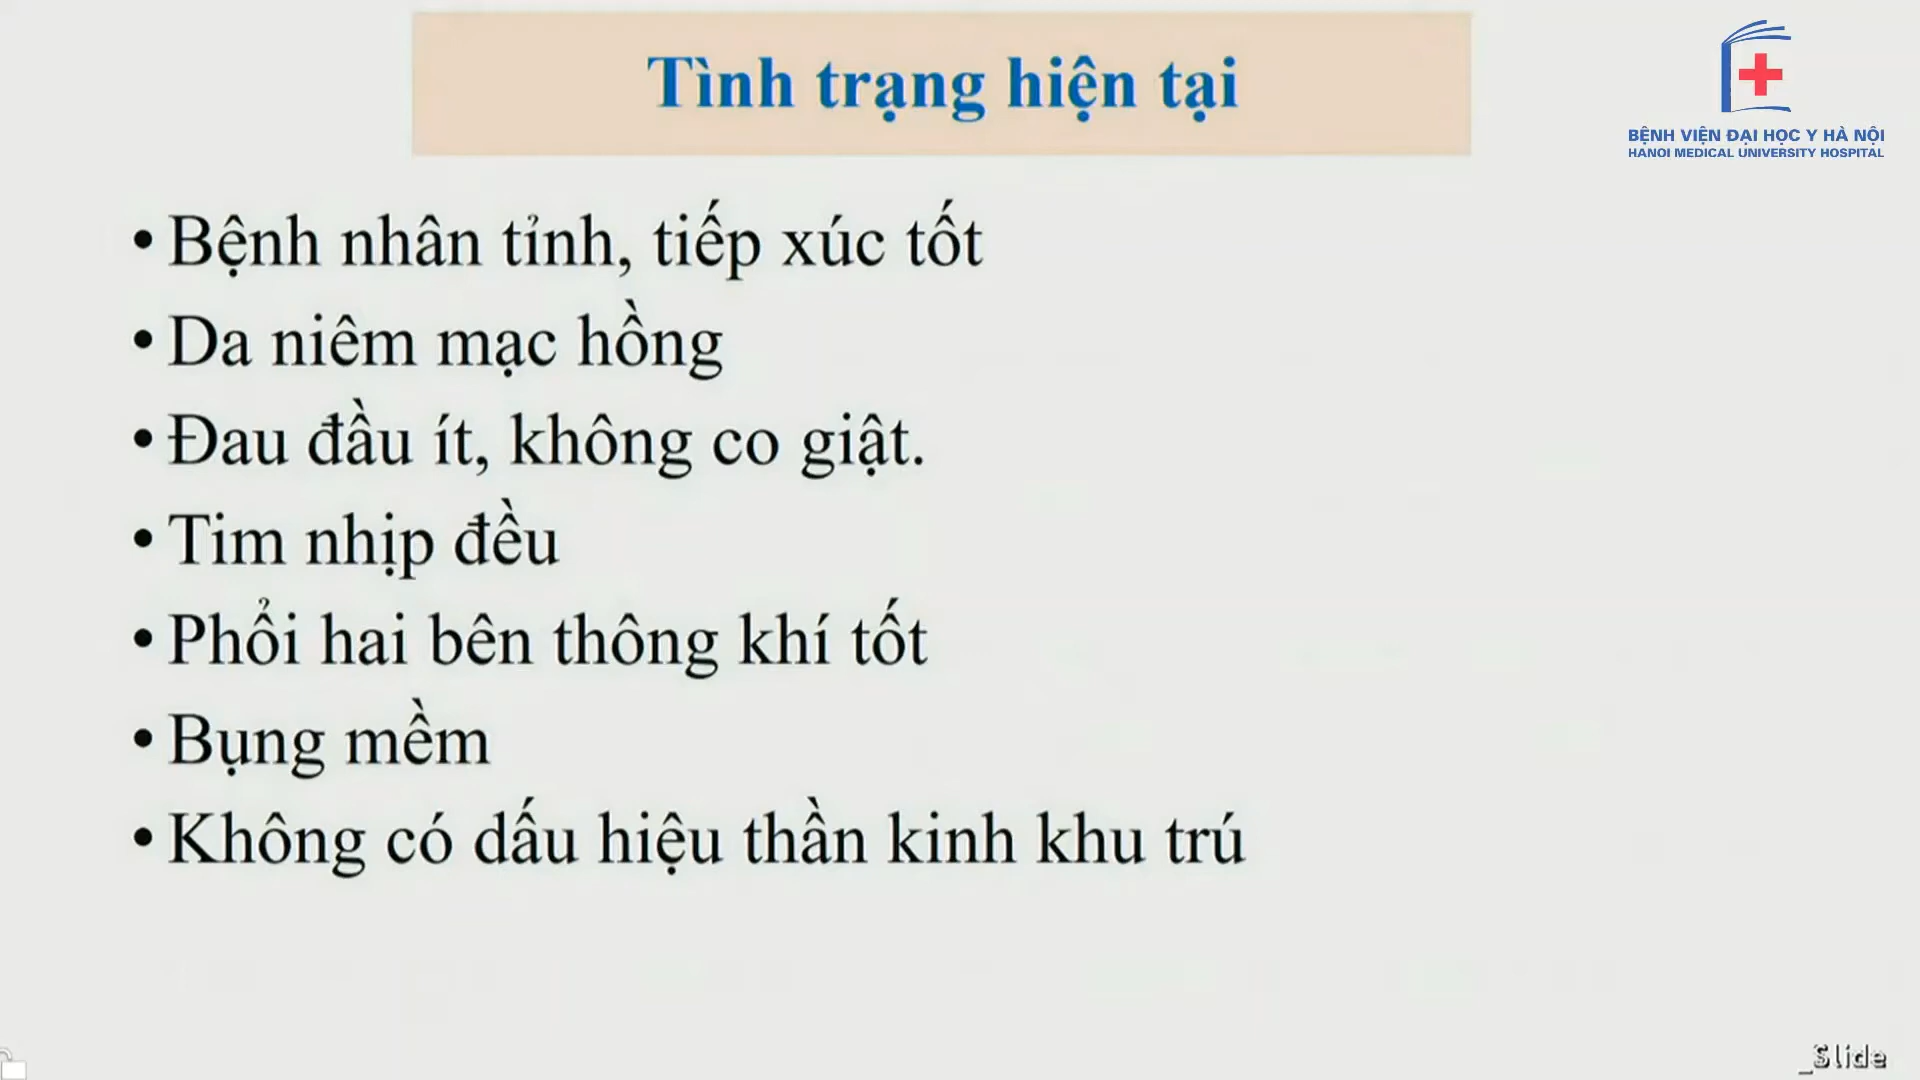 Tình trạng hiện tại
BỆNH VIỆN ĐẠI HỌC Y HÀ NỘI
HANOI MEDICAL UNIVERSITY HOSPITAL
• Bệnh nhân tỉnh, tiếp xúc tốt
• Da niêm mạc hồng
• Đau đầu ít, không co giật.
• Tim nhịp đều
• Phổi hai bên thông khí tốt
• Bụng mềm
• Không có dấu hiệu thần kinh khu trú
_Slide